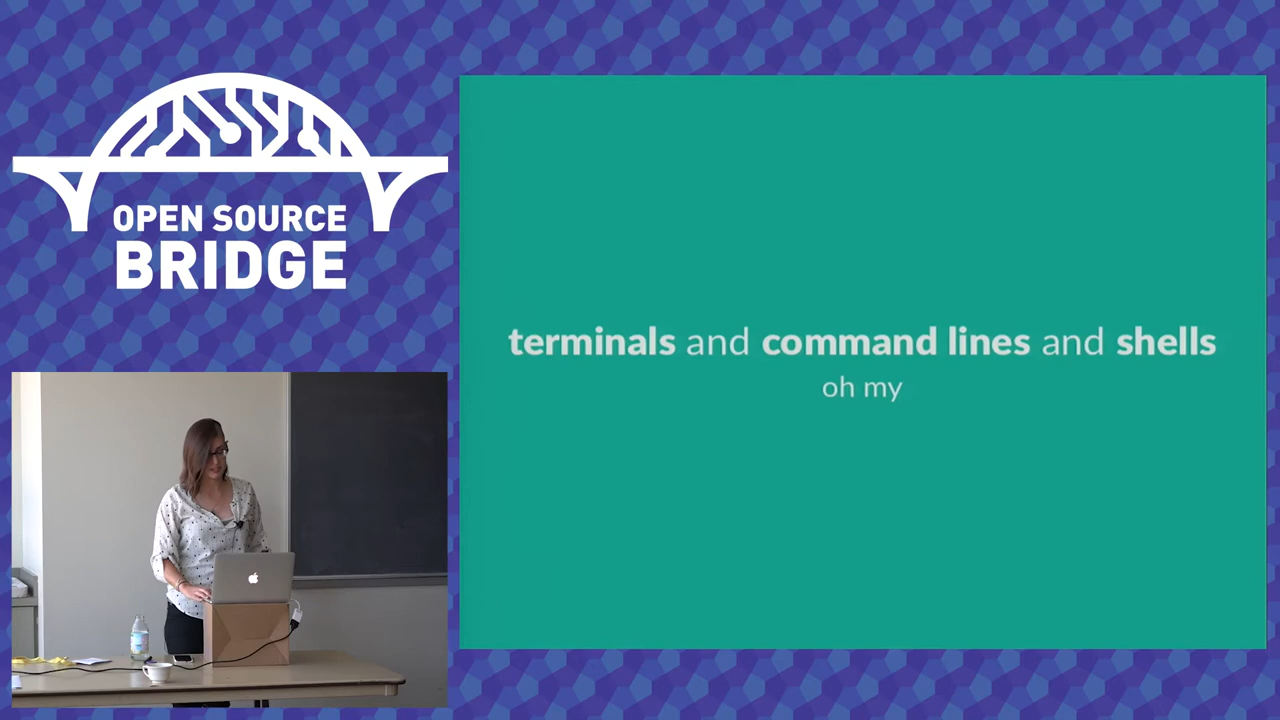 OPEN SOURCE
BRIDGE
terminals and command lines and shells
oh my